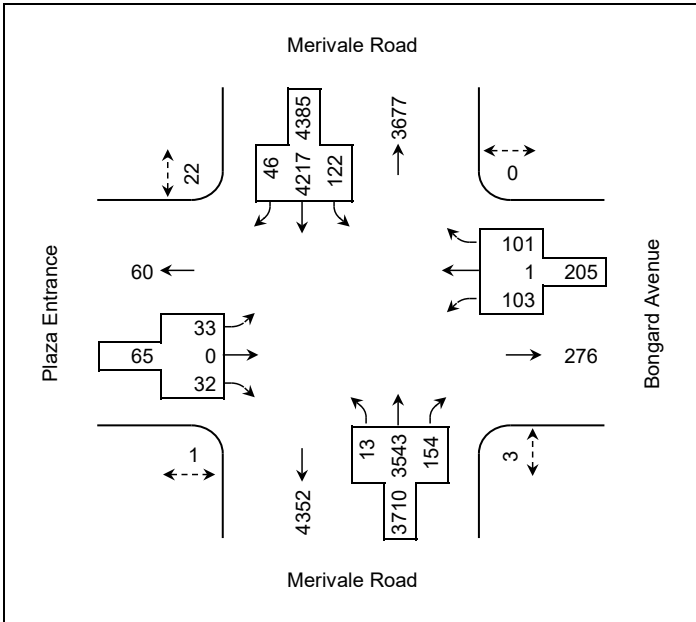 Merivale Road
4385
46 4217 122
3677
22
0
60
101
1 205
103
Plaza Entrance
Bongard Avenue
33
65 0
32
276
13 3543 154
3710
1
4352
3
Merivale Road